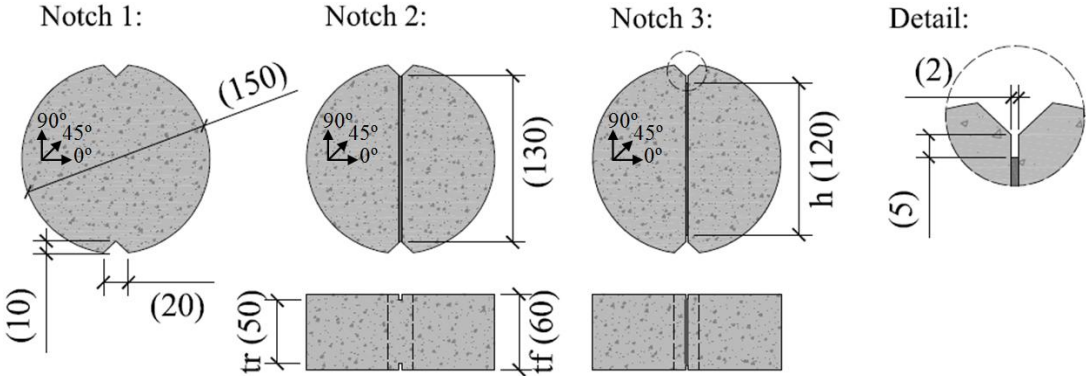 Notch 1:
Notch 2:
Notch 3:
Detail:
(150)
90º
45º
0º
(10)
(20)
90º
45º
0º
(130)
tr (50)
tf (60)
90º
45º
0º
h (120)
(2)
(5)